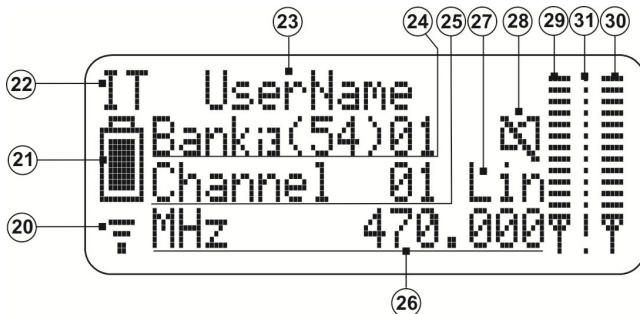 23 24 25 27 28 29 31 30
22 IT UserName
21 Bank (54)01
Channel 01 Lin
20 MHz 470.000
26